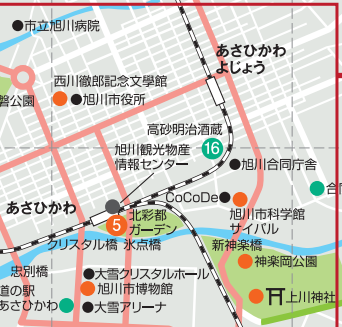 市立旭川病院
あさひかわ
よじょう
西川徹郎記念文學館
旭川市役所
磐公園
高砂明治酒蔵
16
旭川観光物産
情報センター
旭川合同庁舎
合同
CoCoDe
あさひかわ
5
北彩都
ガーデン
旭川市科学館
サイパル
クリスタル橋
氷点橋
新神楽橋
忠別橋
神楽岡公園
大雪クリスタルホール
道の駅
あさひかわ
旭川市博物館
上川神社
大雪アリーナ